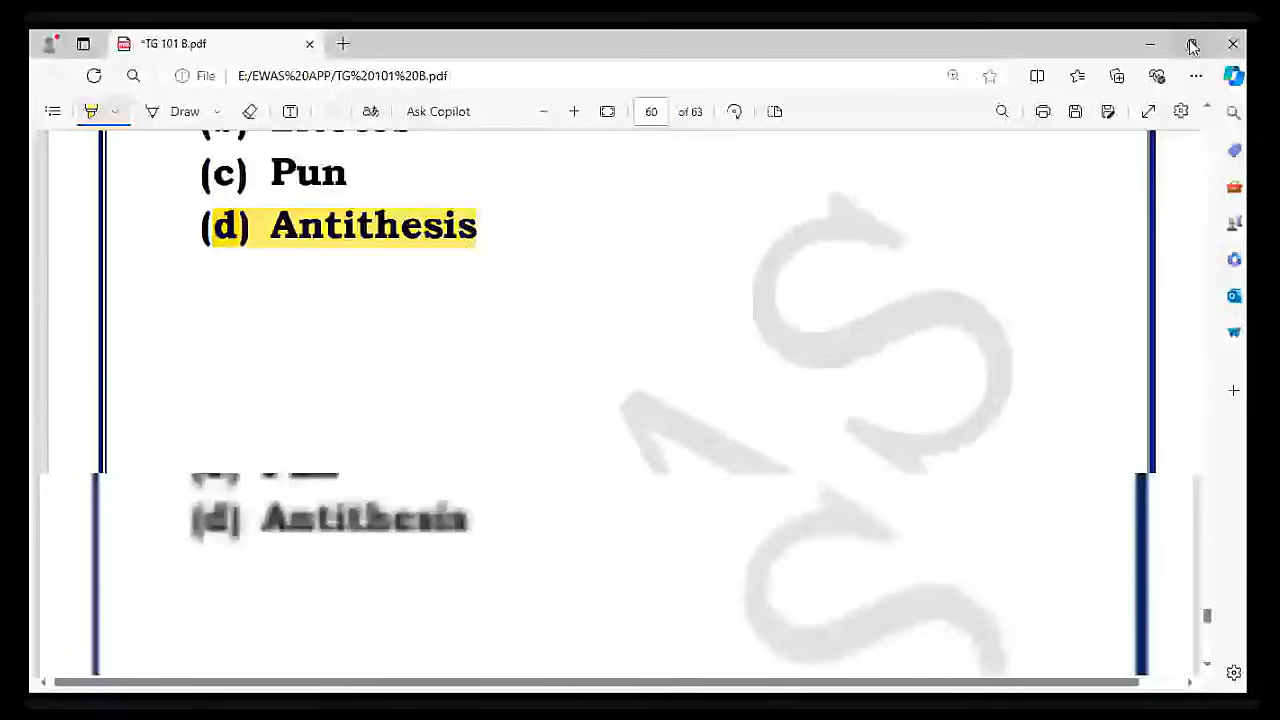 *TG 101 B.pdf
File E:/EWAS%20APP/TG%20101%20B.pdf
Draw Ask Copilot 60 of 63
(c) Pun
(d) Antithesis
(d) Antithesis